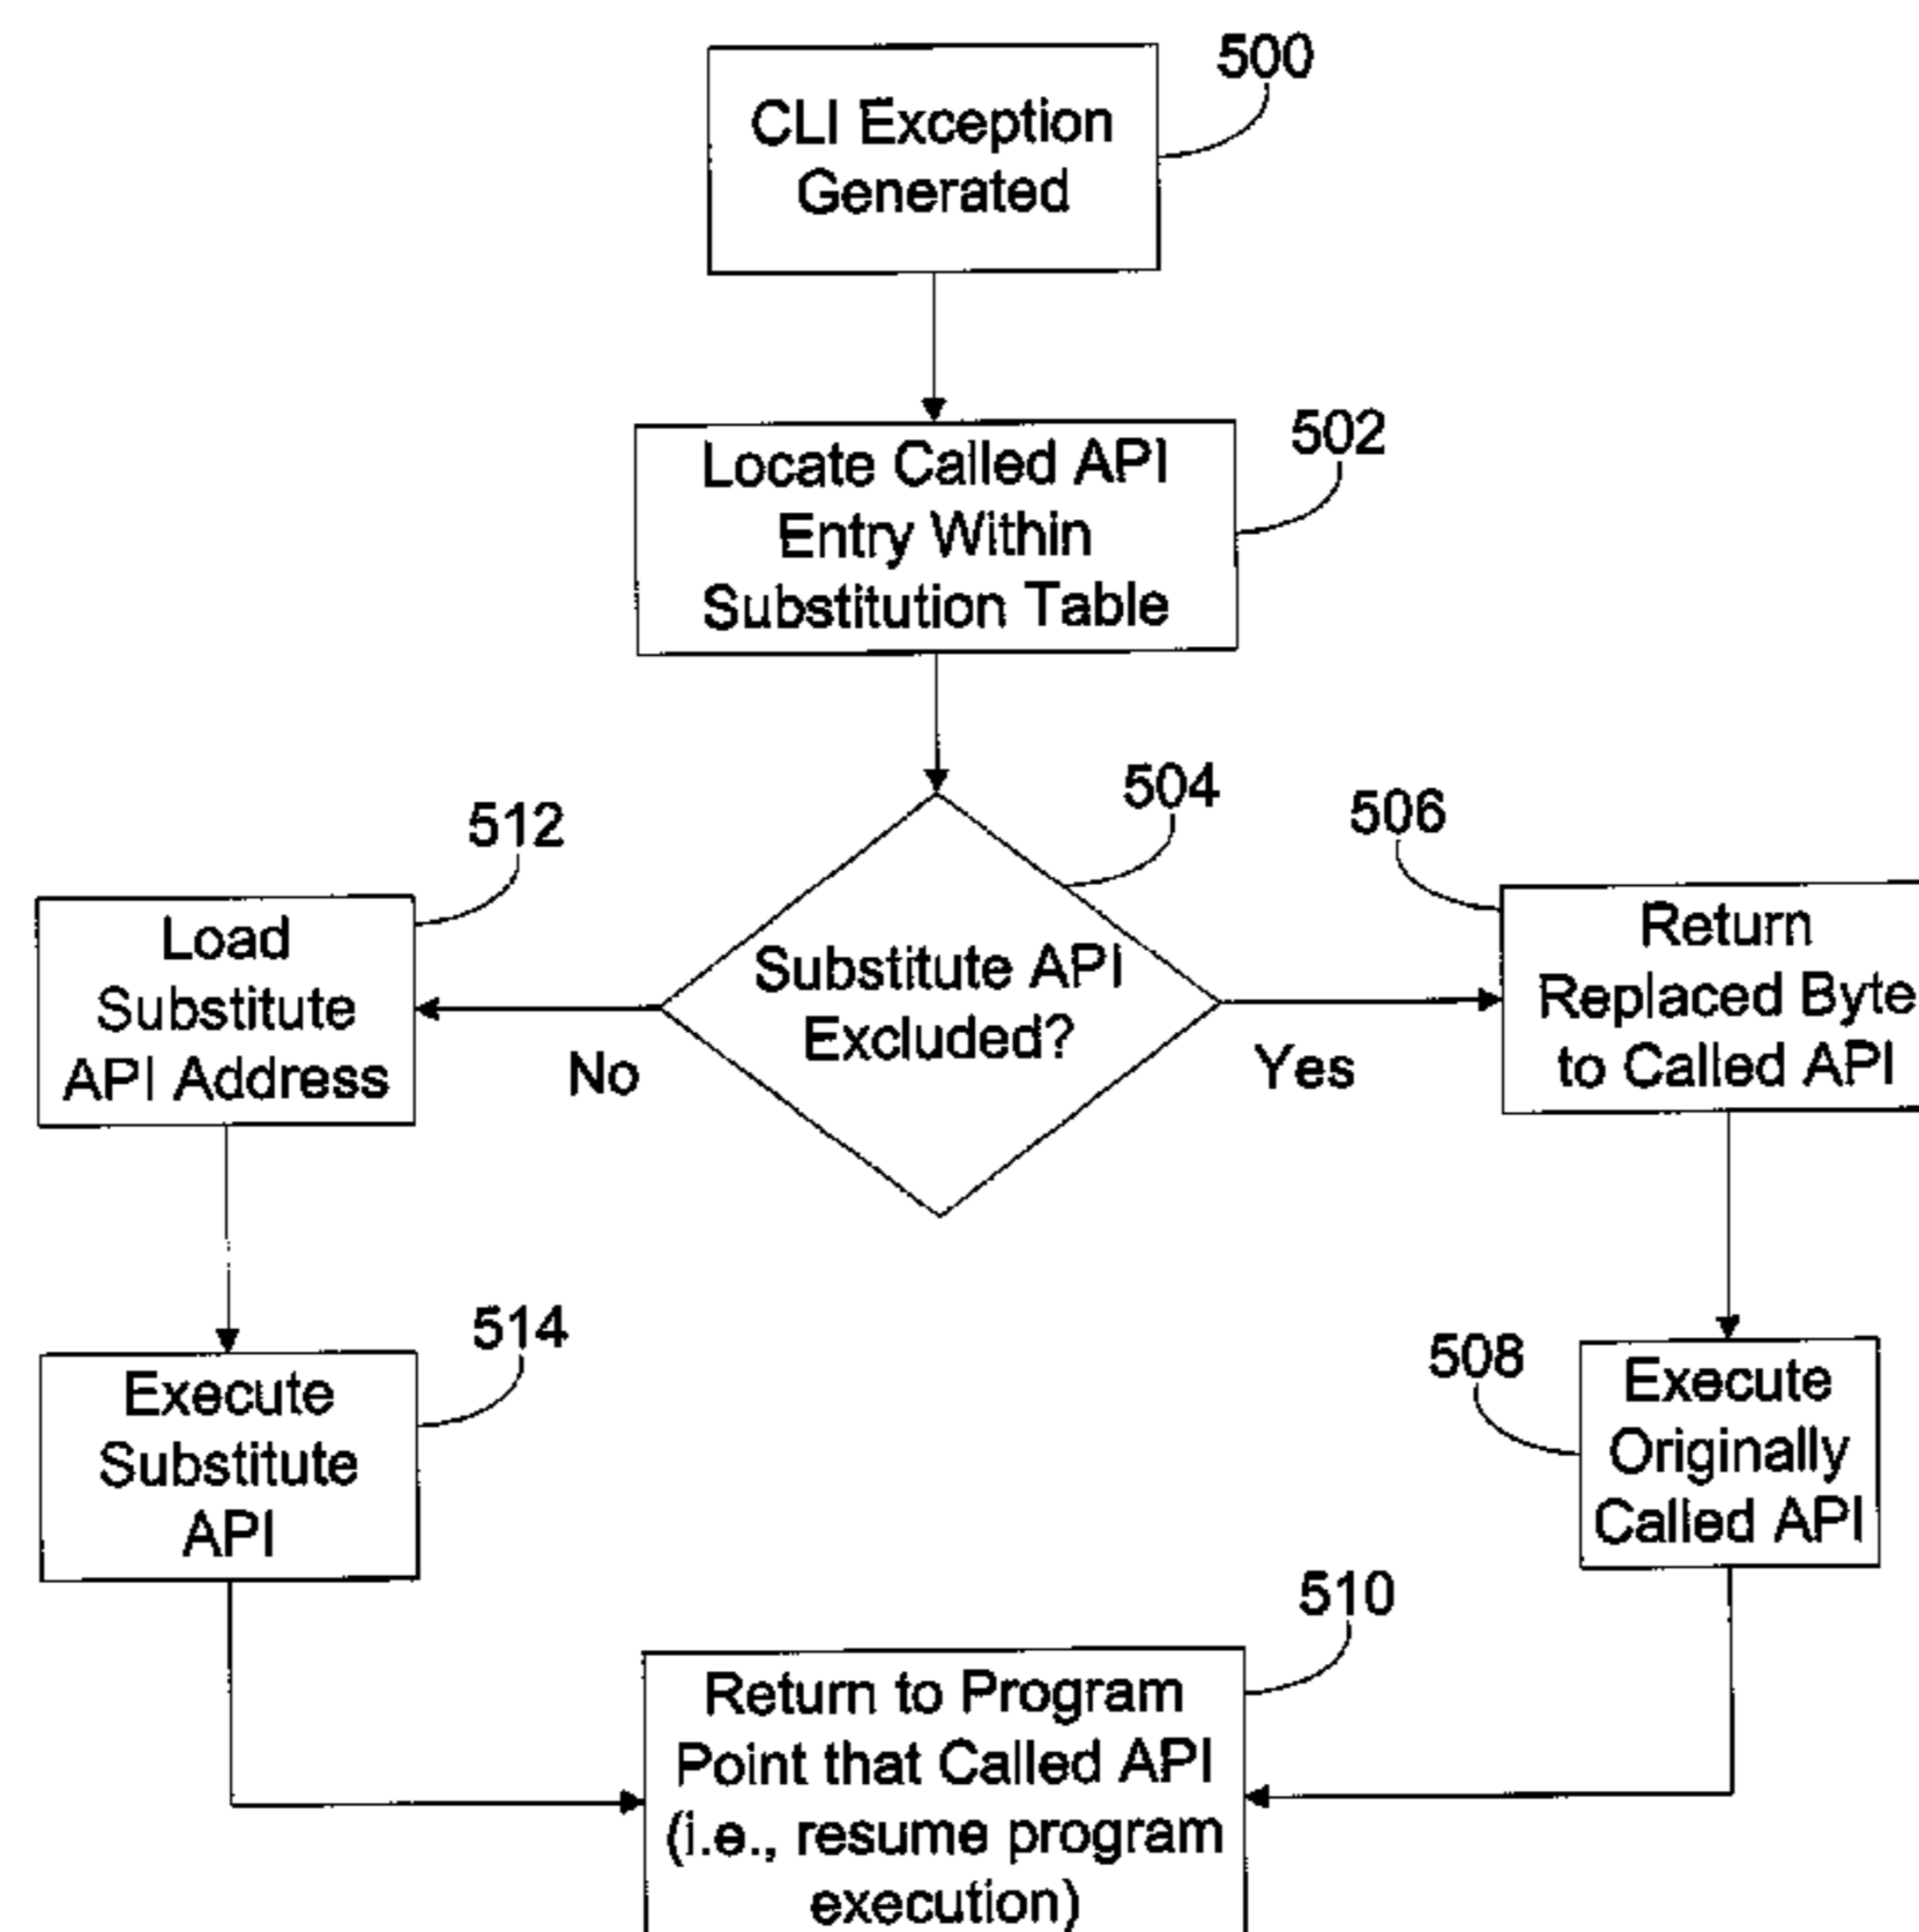 500
CLI Exception
Generated
502
Locate Called API
Entry Within
Substitution Table
504
Substitute API
Excluded?
No
Yes
512
Load
Substitute
API Address
506
Return
Replaced Byte
to Called API
514
Execute
Substitute
API
508
Execute
Originally
Called API
510
Return to Program
Point that Called API
(i.e., resume program
execution)